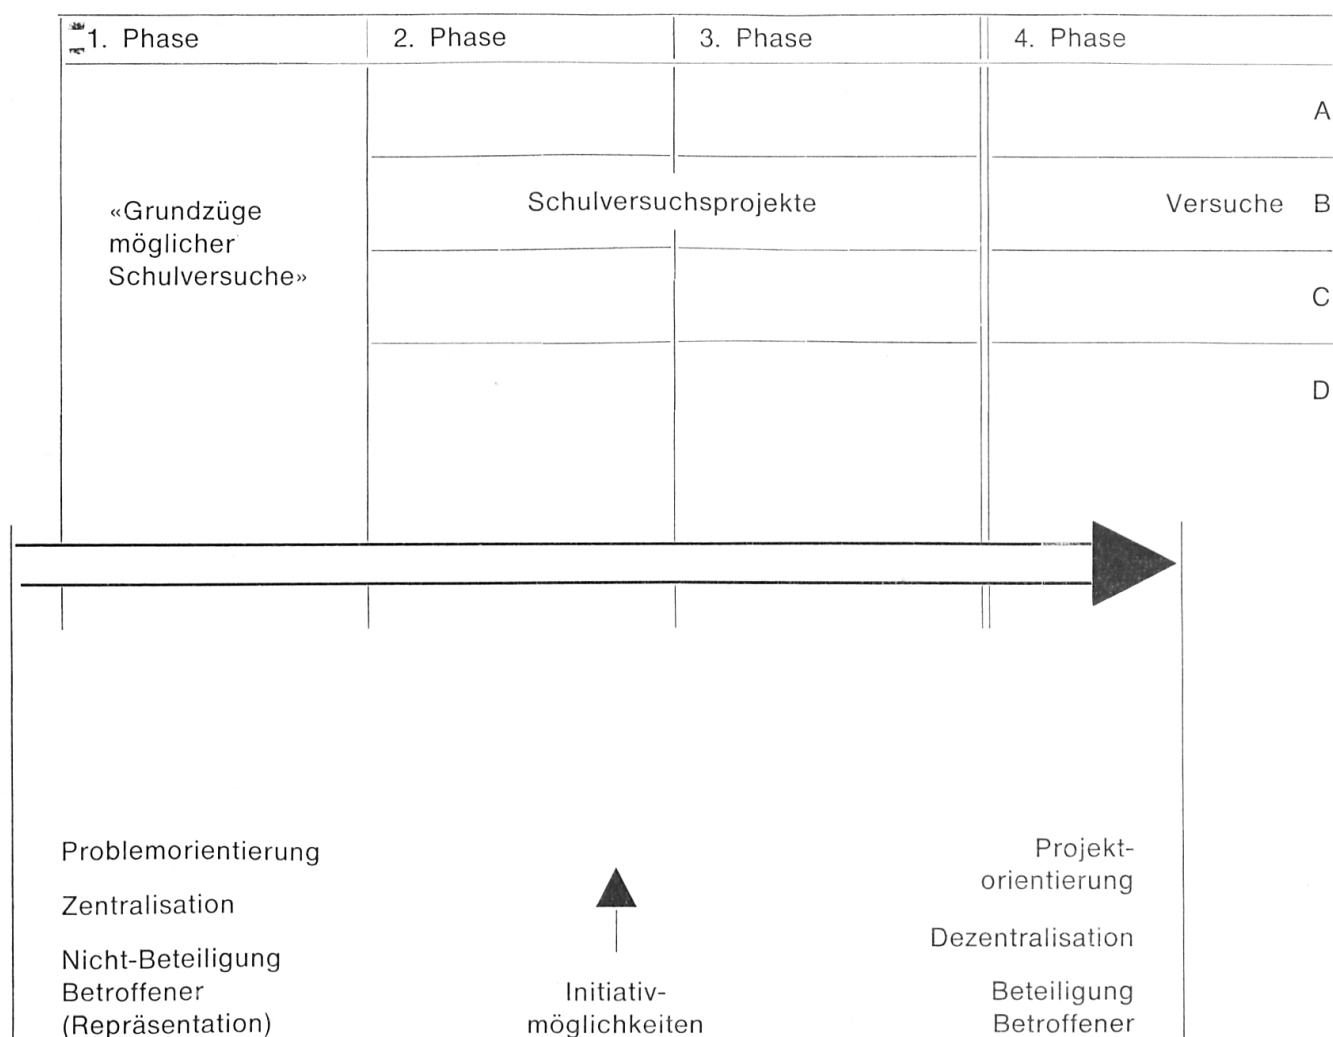 1. Phase
2. Phase
3. Phase
4. Phase
A
«Grundzüge
möglicher
Schulversuche»
Schulversuchsprojekte
Versuche B
C
D
Problemorientierung
Zentralisation
Nicht-Beteiligung
Betroffener
(Repräsentation)
Initiativ-
möglichkeiten
Projekt-
orientierung
Dezentralisation
Beteiligung
Betroffener